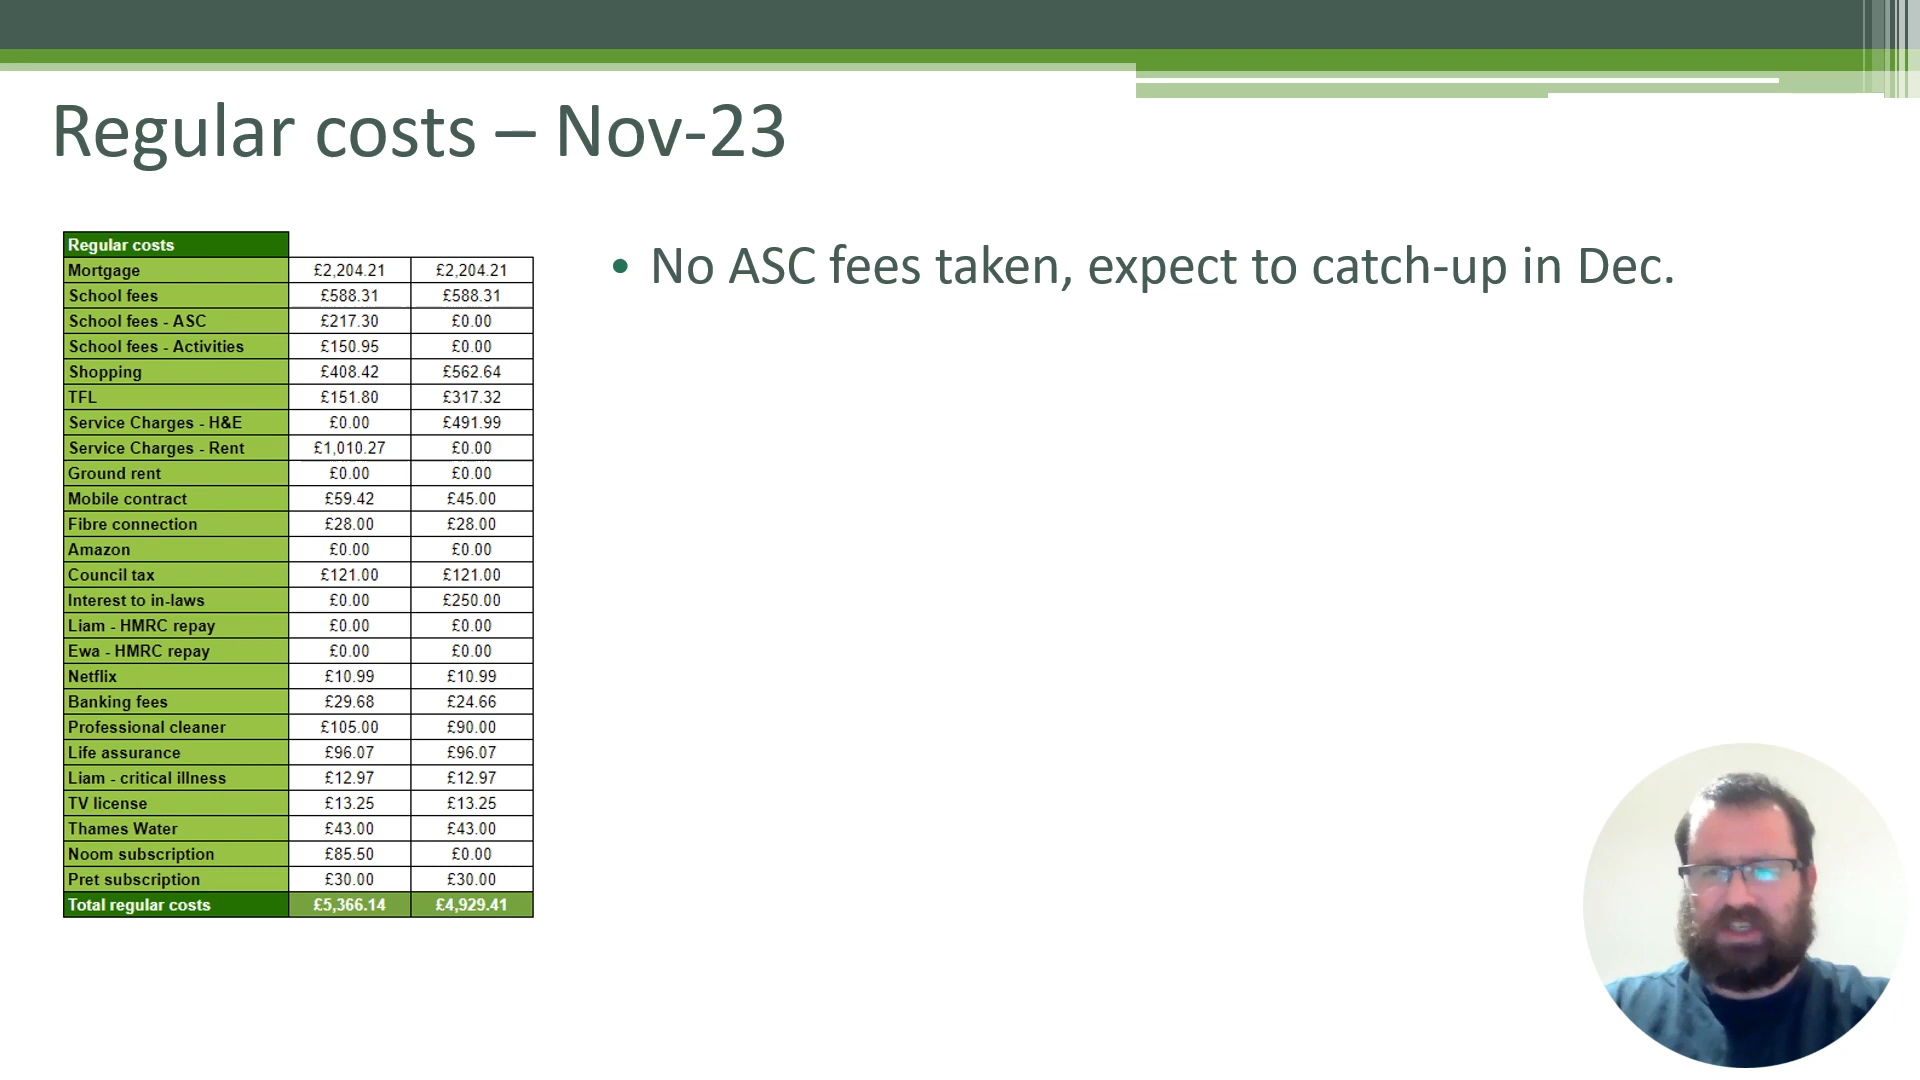 Regular costs – Nov-23
Regular costs
Mortgage £2,204.21 £2,204.21
School fees £588.31 £588.31
School fees - ASC £217.30 £0.00
School fees - Activities £150.95 £0.00
Shopping £408.42 £562.64
TFL £151.80 £317.32
Service Charges - H&E £0.00 £491.99
Service Charges - Rent £1,010.27 £0.00
Ground rent £0.00 £0.00
Mobile contract £59.42 £45.00
Fibre connection £28.00 £28.00
Amazon £0.00 £0.00
Council tax £121.00 £121.00
Interest to in-laws £0.00 £250.00
Liam - HMRC repay £0.00 £0.00
Ewa - HMRC repay £0.00 £0.00
Netflix £10.99 £10.99
Banking fees £29.68 £24.66
Professional cleaner £105.00 £90.00
Life assurance £96.07 £96.07
Liam - critical illness £12.97 £12.97
TV license £13.25 £13.25
Thames Water £43.00 £43.00
Noom subscription £85.50 £0.00
Pret subscription £30.00 £30.00
Total regular costs £5,366.14 £4,929.41
• No ASC fees taken, expect to catch-up in Dec.